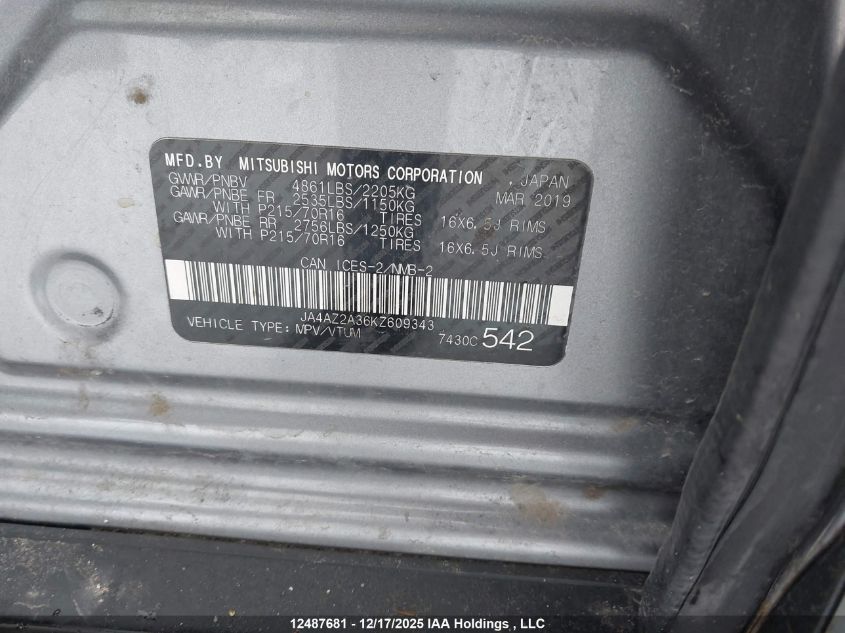 MFD.BY MITSUBISHI MOTORS CORPORATION , JAPAN
GVWR/PNBV 4861LBS/2205KG MAR 2019
GAWR/PNBE FR 2535LBS/1150KG
WITH P215/70R16 TIRES 16X6.5J RIMS
GAWR/PNBE RR 2756LBS/1250KG
WITH P215/70R16 TIRES 16X6.5J RIMS
CAN ICES-2/NMB-2
JA4AZ2A36KZ609343
VEHICLE TYPE: MPV/VTUM 7430C 542
12487681 - 12/17/2025 IAA Holdings , LLC